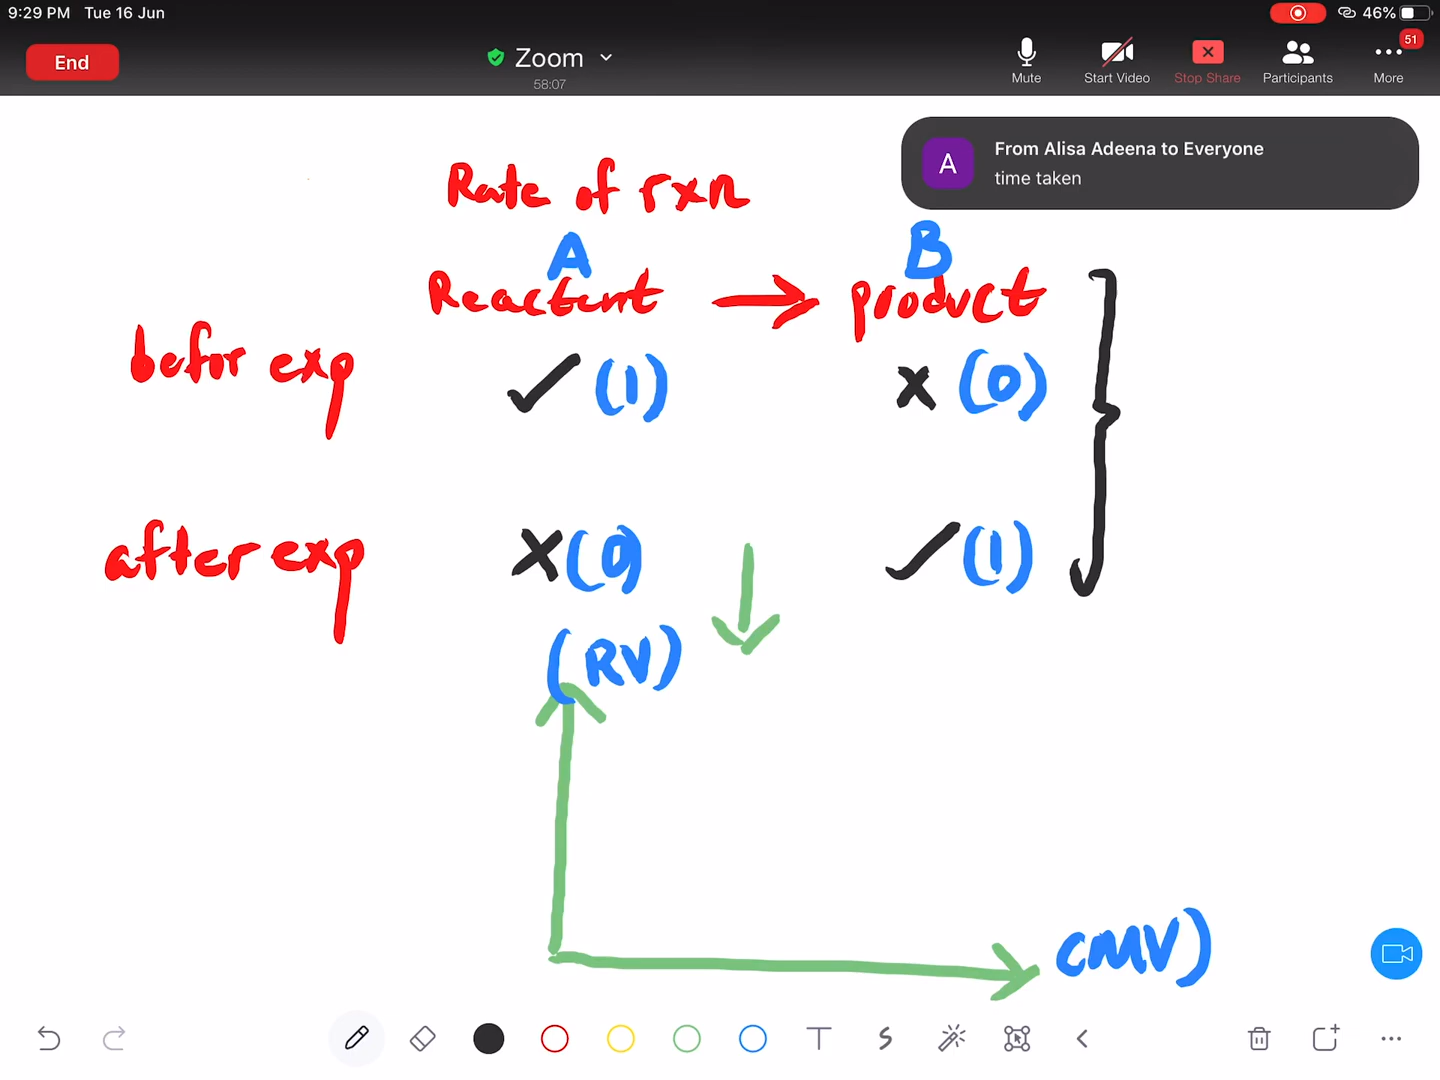 9:29 PM Tue 16 Jun
46%
End
Zoom
58:07
Mute
Start Video
Stop Share
Participants
More
51
A
From Alisa Adeena to Everyone
time taken
Rate of rxn
A
B
Reactant → product
befor exp ✓ (1) × (0)
after exp × (0) ✓ (1)
(RV)
(MV)
T